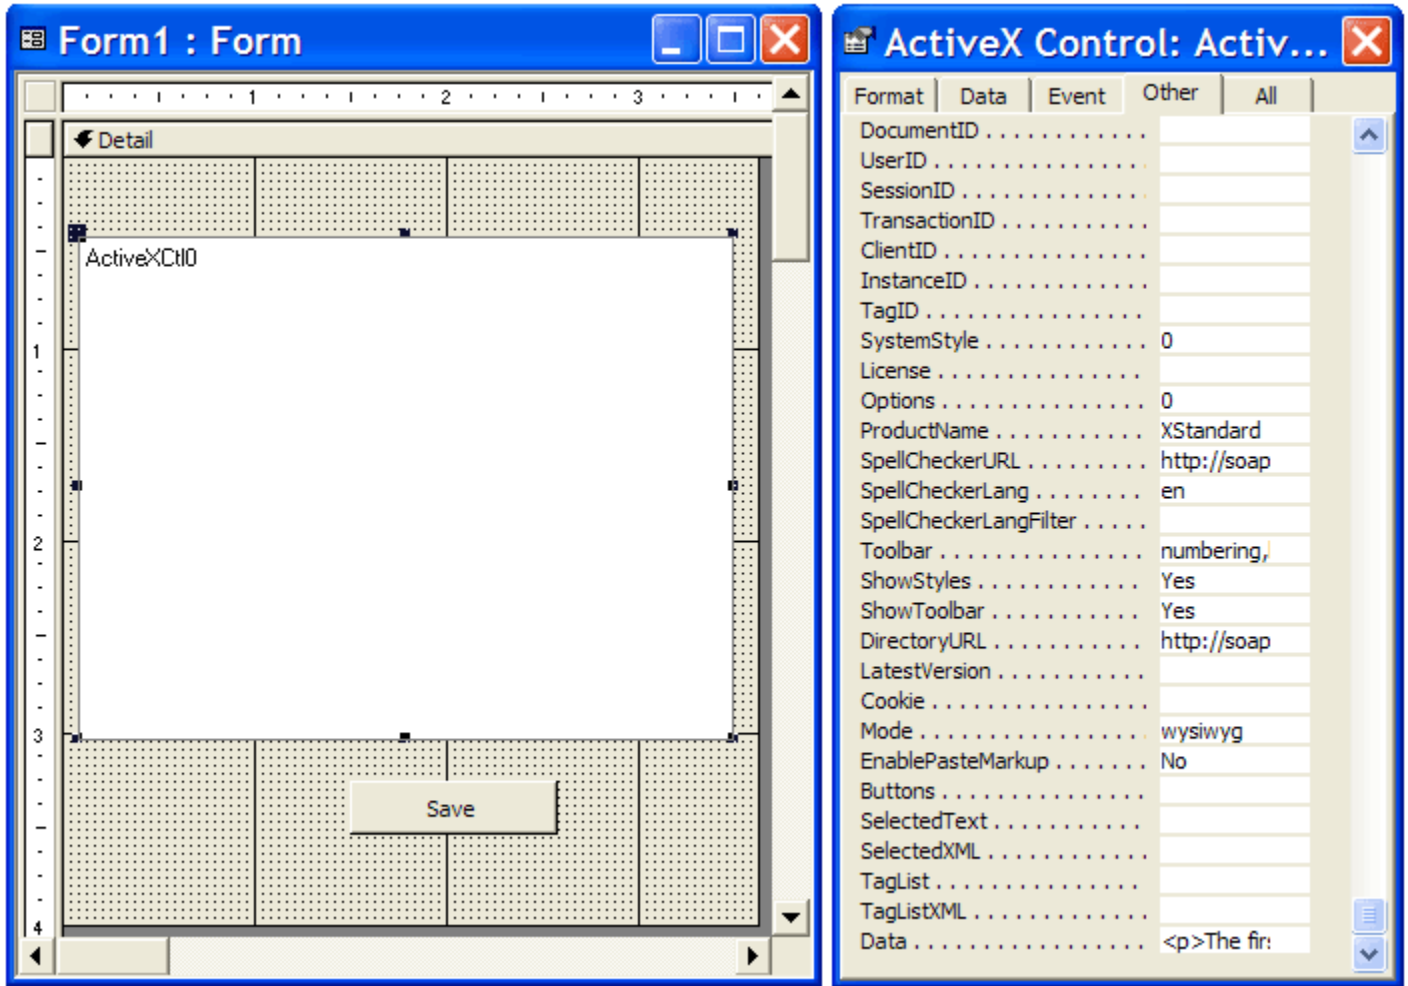 Form1 : Form
1 2 3
Detail
ActiveXCtl0
1
2
3
4
Save
ActiveX Control: Activ...
Format Data Event Other All
DocumentID . . . . . . . . . . . .
UserID . . . . . . . . . . . . . . . .
SessionID . . . . . . . . . . . . . .
TransactionID . . . . . . . . . . .
ClientID . . . . . . . . . . . . . . .
InstanceID . . . . . . . . . . . . .
TagID . . . . . . . . . . . . . . . . .
SystemStyle . . . . . . . . . . . . 0
License . . . . . . . . . . . . . . . .
Options . . . . . . . . . . . . . . . 0
ProductName . . . . . . . . . . . XStandard
SpellCheckerURL . . . . . . . . . http://soap
SpellCheckerLang . . . . . . . . en
SpellCheckerLangFilter . . . . .
Toolbar . . . . . . . . . . . . . . . numbering,
ShowStyles . . . . . . . . . . . . Yes
ShowToolbar . . . . . . . . . . . Yes
DirectoryURL . . . . . . . . . . . http://soap
LatestVersion . . . . . . . . . . .
Cookie . . . . . . . . . . . . . . . .
Mode . . . . . . . . . . . . . . . . . wysiwyg
EnablePasteMarkup . . . . . . . No
Buttons . . . . . . . . . . . . . . .
SelectedText . . . . . . . . . . .
SelectedXML . . . . . . . . . . . .
TagList . . . . . . . . . . . . . . .
TagListXML . . . . . . . . . . . . .
Data . . . . . . . . . . . . . . . . . <p>The fir